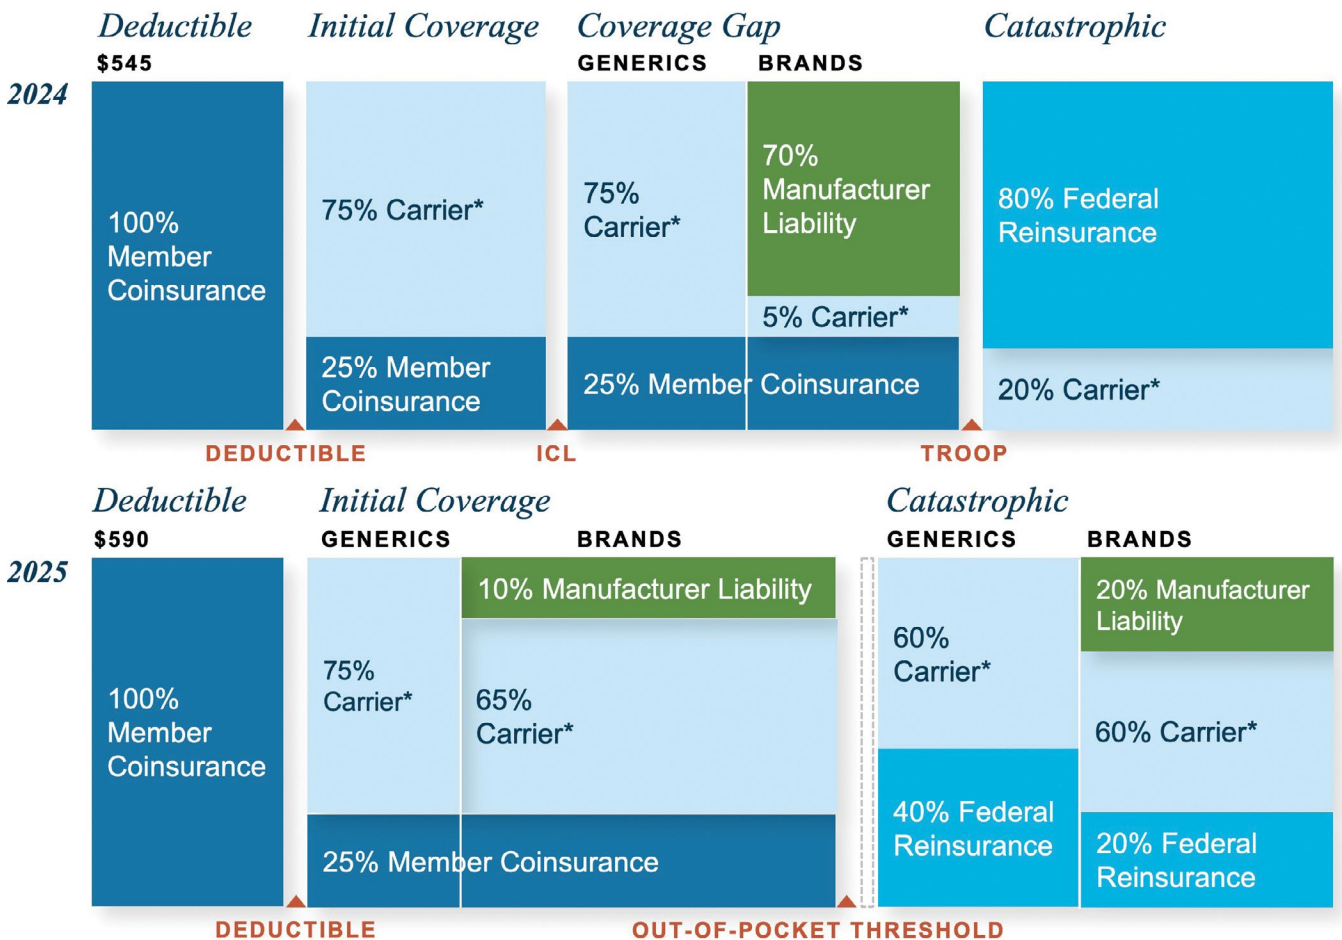 Deductible
Initial Coverage
Coverage Gap
Catastrophic
$545
GENERICS
BRANDS
2024
100%
Member
Coinsurance
75% Carrier*
25% Member
Coinsurance
75%
Carrier*
70%
Manufacturer
Liability
5% Carrier*
25% Member Coinsurance
80% Federal
Reinsurance
20% Carrier*
DEDUCTIBLE
ICL
TROOP
Deductible
Initial Coverage
Catastrophic
$590
GENERICS
BRANDS
GENERICS
BRANDS
2025
100%
Member
Coinsurance
75%
Carrier*
10% Manufacturer Liability
65%
Carrier*
25% Member Coinsurance
60%
Carrier*
40% Federal
Reinsurance
20% Manufacturer
Liability
60% Carrier*
20% Federal
Reinsurance
DEDUCTIBLE
OUT-OF-POCKET THRESHOLD